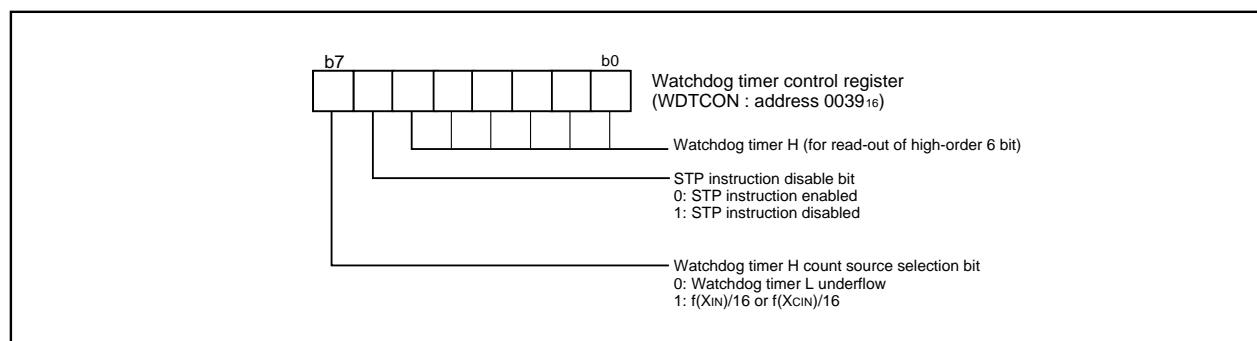 b7
b0
Watchdog timer control register
(WDTCON : address 0039₁₆)
Watchdog timer H (for read-out of high-order 6 bit)
STP instruction disable bit
0: STP instruction enabled
1: STP instruction disabled
Watchdog timer H count source selection bit
0: Watchdog timer L underflow
1: f(XIN)/16 or f(XCIN)/16